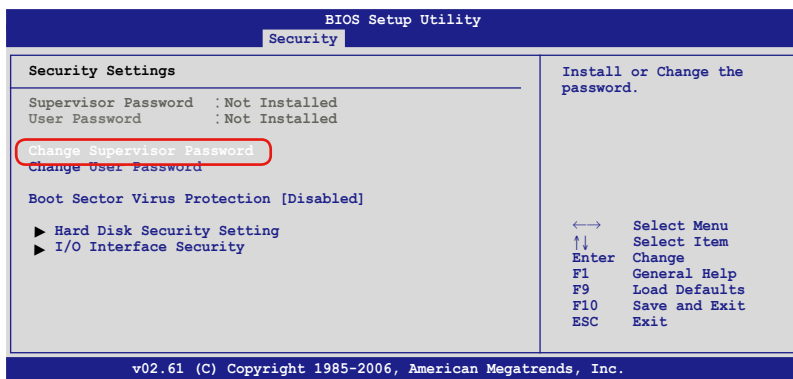 BIOS Setup Utility
Security
Security Settings
Supervisor Password : Not Installed
User Password : Not Installed
Change Supervisor Password
Change User Password
Boot Sector Virus Protection [Disabled]
▶ Hard Disk Security Setting
▶ I/O Interface Security
Install or Change the
password.
←→ Select Menu
↑↓ Select Item
Enter Change
F1 General Help
F9 Load Defaults
F10 Save and Exit
ESC Exit
v02.61 (C) Copyright 1985-2006, American Megatrends, Inc.